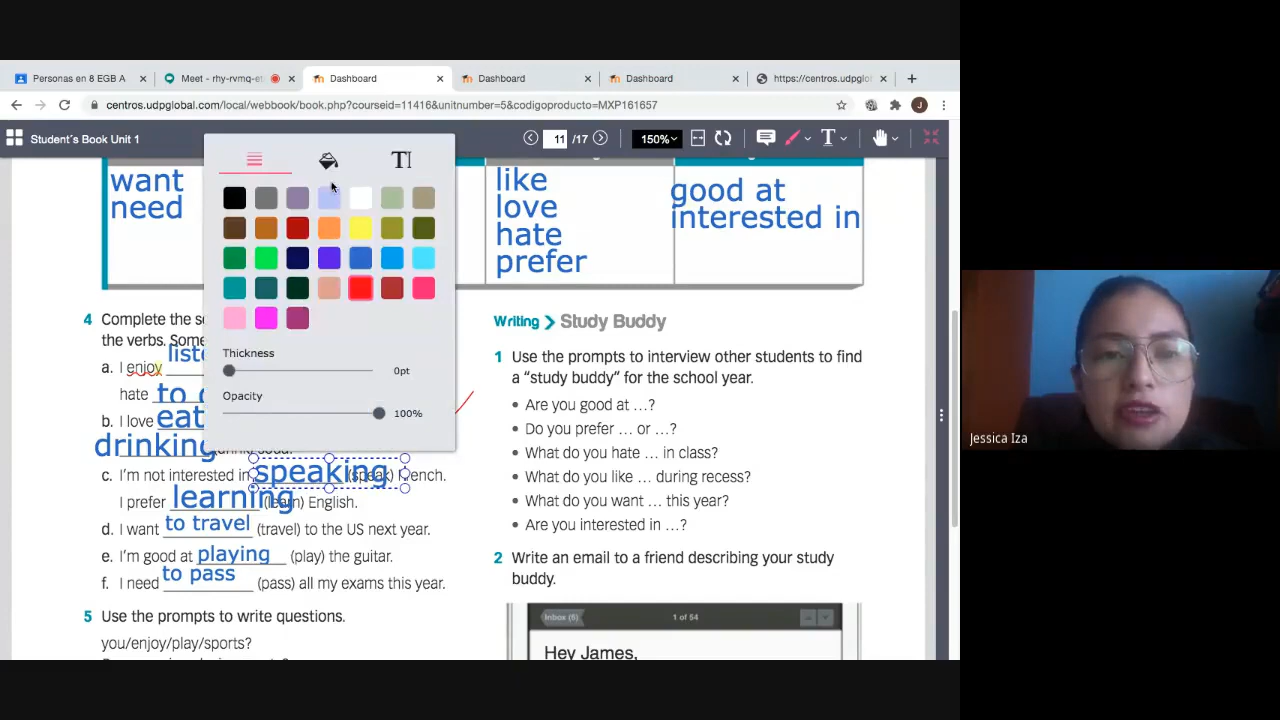 Personas en 8 EGB A
Meet - rhy-rvmq-et
Dashboard
Dashboard
Dashboard
https://centros.udpglobal.c
centros.udpglobal.com/local/webbook/book.php?courseid=11416&unitnumber=5&codigoproducto=MXP161657
J
Student´s Book Unit 1
11 /17
150%
T
want
need
like
love
hate
prefer
good at
interested in
TI
Thickness
0pt
Opacity
100%
4 Complete the se
the verbs. Some
a. I enjoy liste
hate to
b. I love eat
drinking (drink) soda.
c. I'm not interested in speaking (speak) French.
I prefer learning (learn) English.
d. I want to travel (travel) to the US next year.
e. I'm good at playing (play) the guitar.
f. I need to pass (pass) all my exams this year.
5 Use the prompts to write questions.
you/enjoy/play/sports?
Writing Study Buddy
1 Use the prompts to interview other students to find
a “study buddy” for the school year.
• Are you good at …?
• Do you prefer … or …?
• What do you hate … in class?
• What do you like … during recess?
• What do you want … this year?
• Are you interested in …?
2 Write an email to a friend describing your study
buddy.
Inbox (5)
1 of 54
Hey James,
Jessica Iza